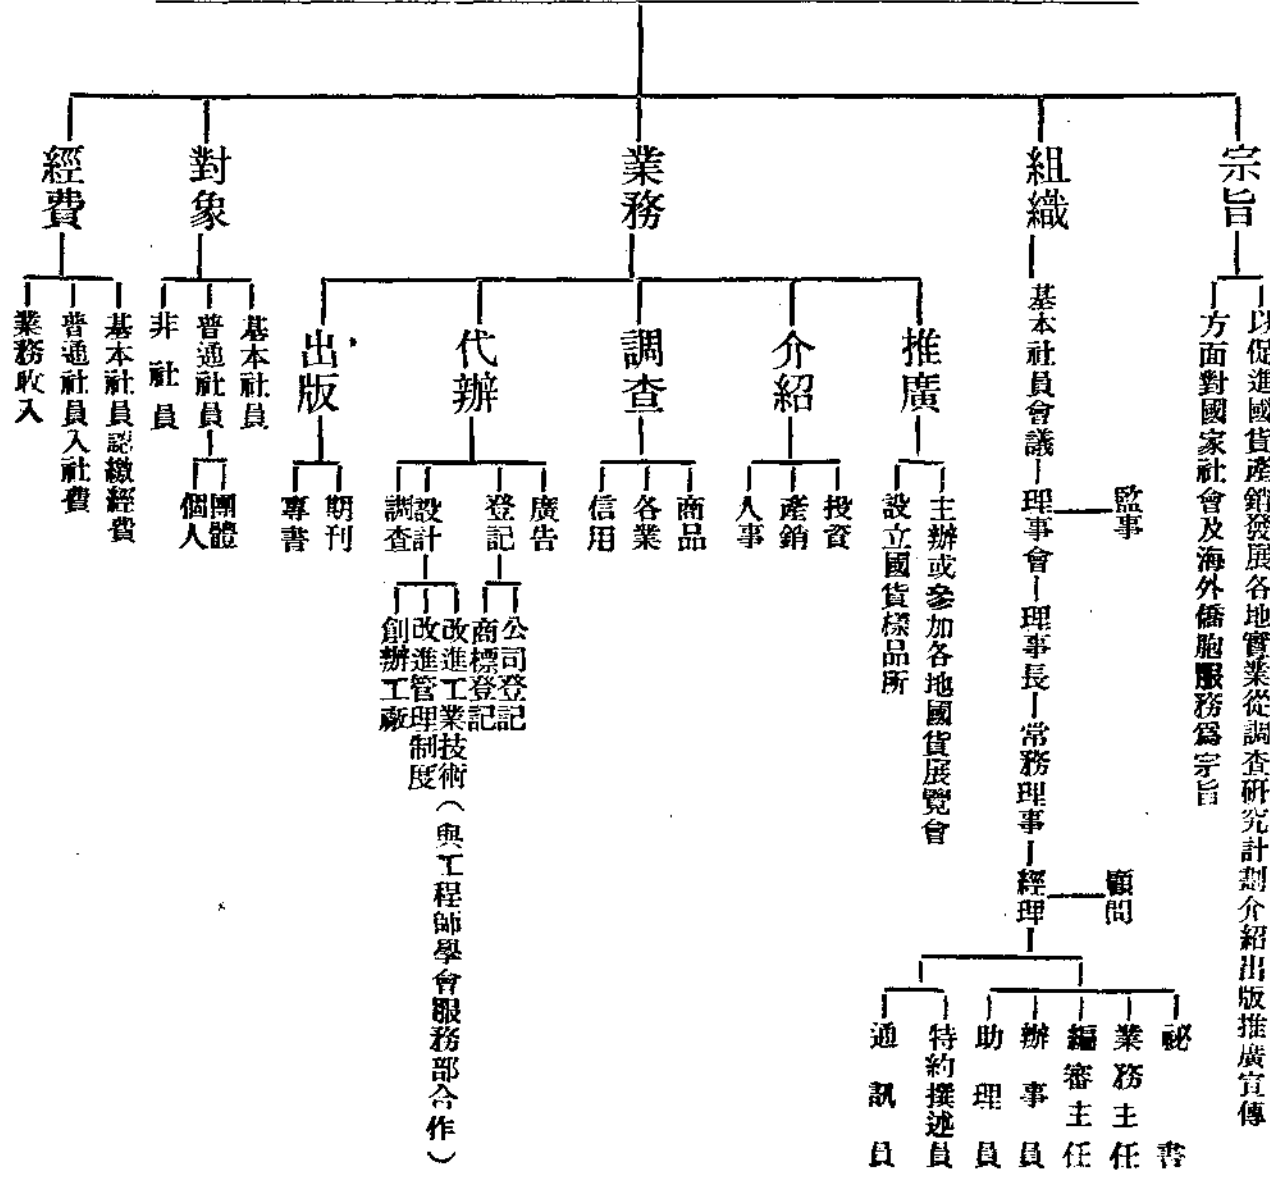 宗旨
以促進國貨產銷發展各地實業從調查研究計劃介紹出版推廣宣傳
方面對國家社會及海外僑胞服務爲宗旨
組織
基本社員會議
理事會
監事
理事長
常務理事
經理
顧問
祕書
業務主任
編審主任
辦事員
助理員
特約撰述員
通訊員
業務
推廣
主辦或參加各地國貨展覽會
設立國貨樣品所
介紹
投資
產銷
人事
調查
商品
各業
信用
代辦
廣告
登記
公司登記
商標登記
設計
改進工業技術
改進管理制度
創辦工廠
(與工程師學會服務部合作)
調查
出版
期刊
專書
對象
基本社員
普通社員
團體
個人
非社員
經費
基本社員認繳經費
普通社員入社費
業務收入